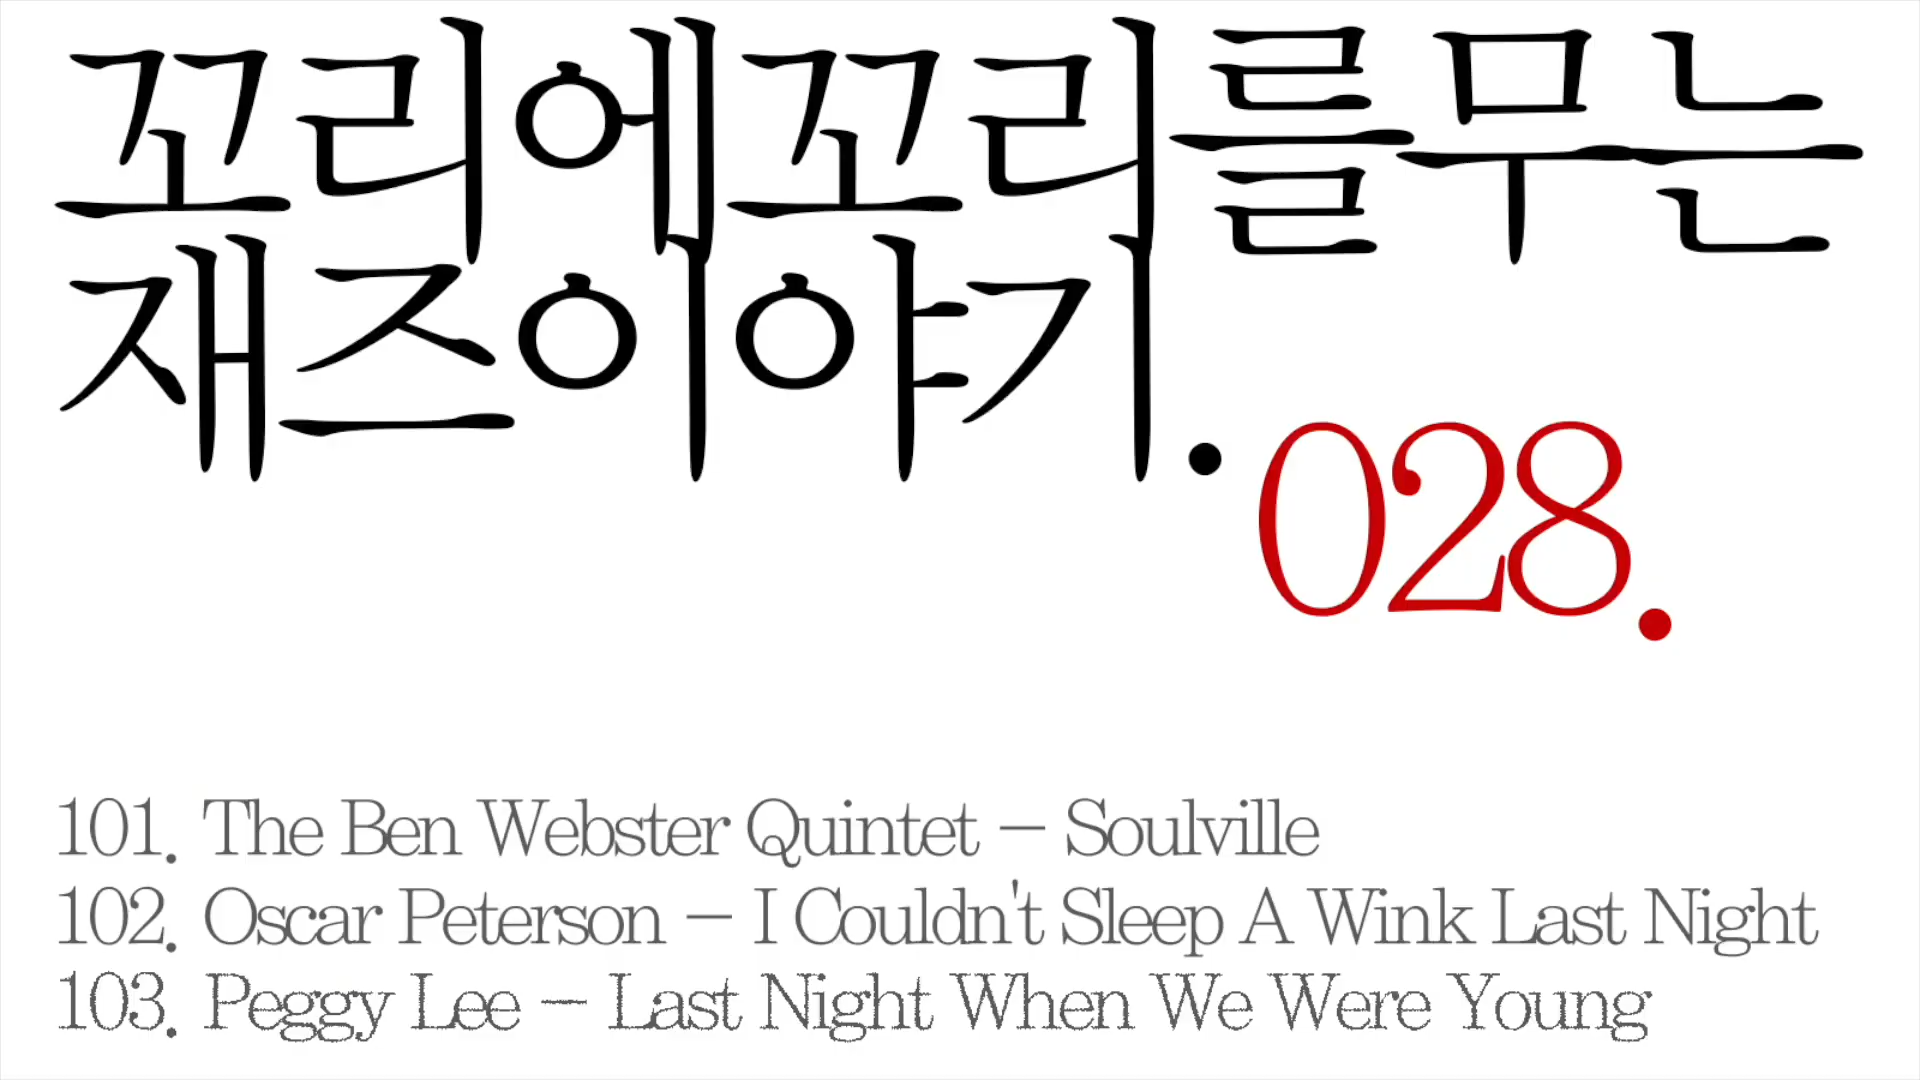 꼬리에꼬리를무는
재즈이야기.
028.
101. The Ben Webster Quintet – Soulville
102. Oscar Peterson – I Couldn't Sleep A Wink Last Night
103. Peggy Lee – Last Night When We Were Young